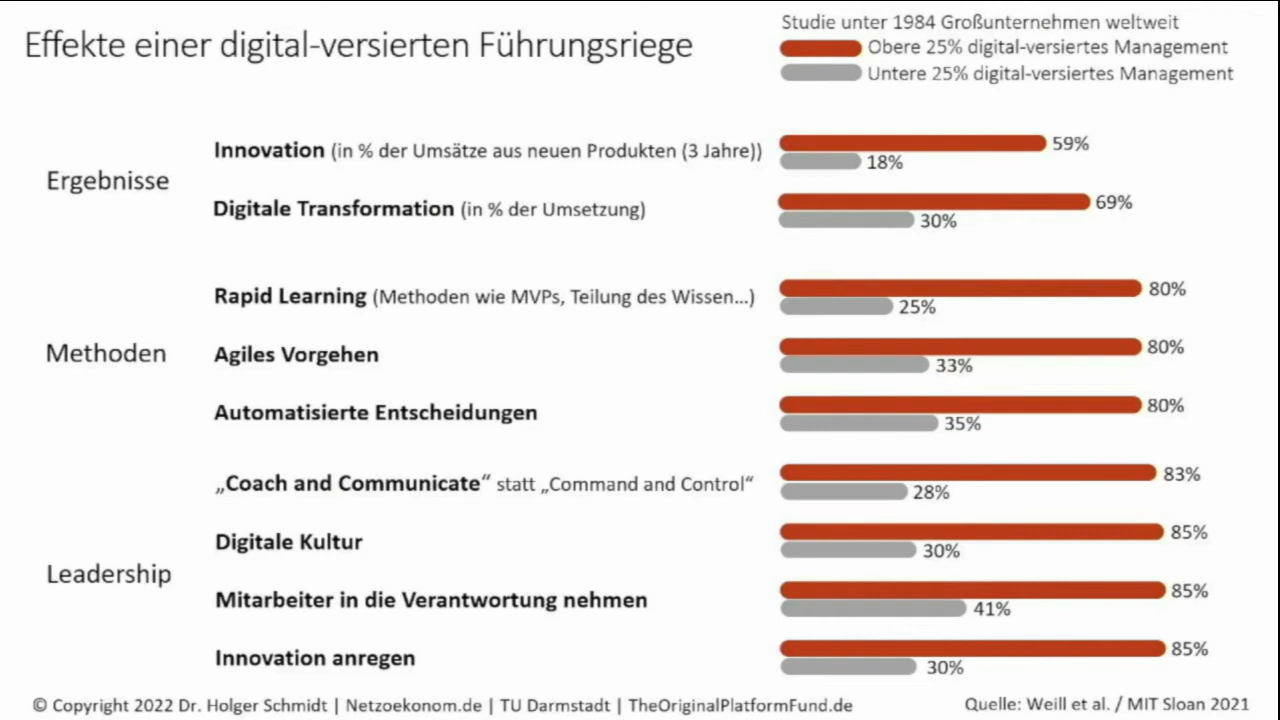 Effekte einer digital-versierten Führungsriege
Studie unter 1984 Großunternehmen weltweit
Obere 25% digital-versiertes Management
Untere 25% digital-versiertes Management
Ergebnisse
Innovation (in % der Umsätze aus neuen Produkten (3 Jahre))
59%
18%
Digitale Transformation (in % der Umsetzung)
69%
30%
Methoden
Rapid Learning (Methoden wie MVPs, Teilung des Wissen...)
80%
25%
Agiles Vorgehen
80%
33%
Automatisierte Entscheidungen
80%
35%
Leadership
„Coach and Communicate“ statt „Command and Control“
83%
28%
Digitale Kultur
85%
30%
Mitarbeiter in die Verantwortung nehmen
85%
41%
Innovation anregen
85%
30%
© Copyright 2022 Dr. Holger Schmidt | Netzoekonom.de | TU Darmstadt | TheOriginalPlatformFund.de
Quelle: Weill et al. / MIT Sloan 2021